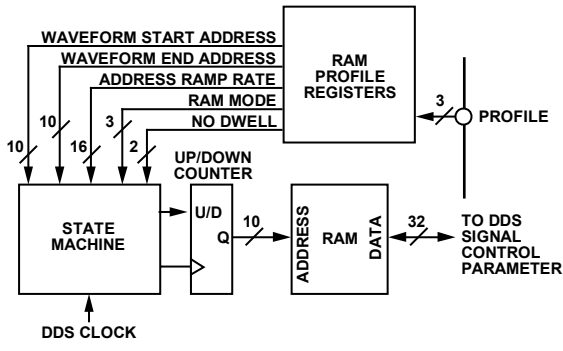 WAVEFORM START ADDRESS
WAVEFORM END ADDRESS
ADDRESS RAMP RATE
RAM MODE
NO DWELL
RAM
PROFILE
REGISTERS
3
PROFILE
10
10
16
3
2
UP/DOWN
COUNTER
STATE
MACHINE
U/D
Q
10
ADDRESS
RAM
DATA
32
TO DDS
SIGNAL
CONTROL
PARAMETER
DDS CLOCK